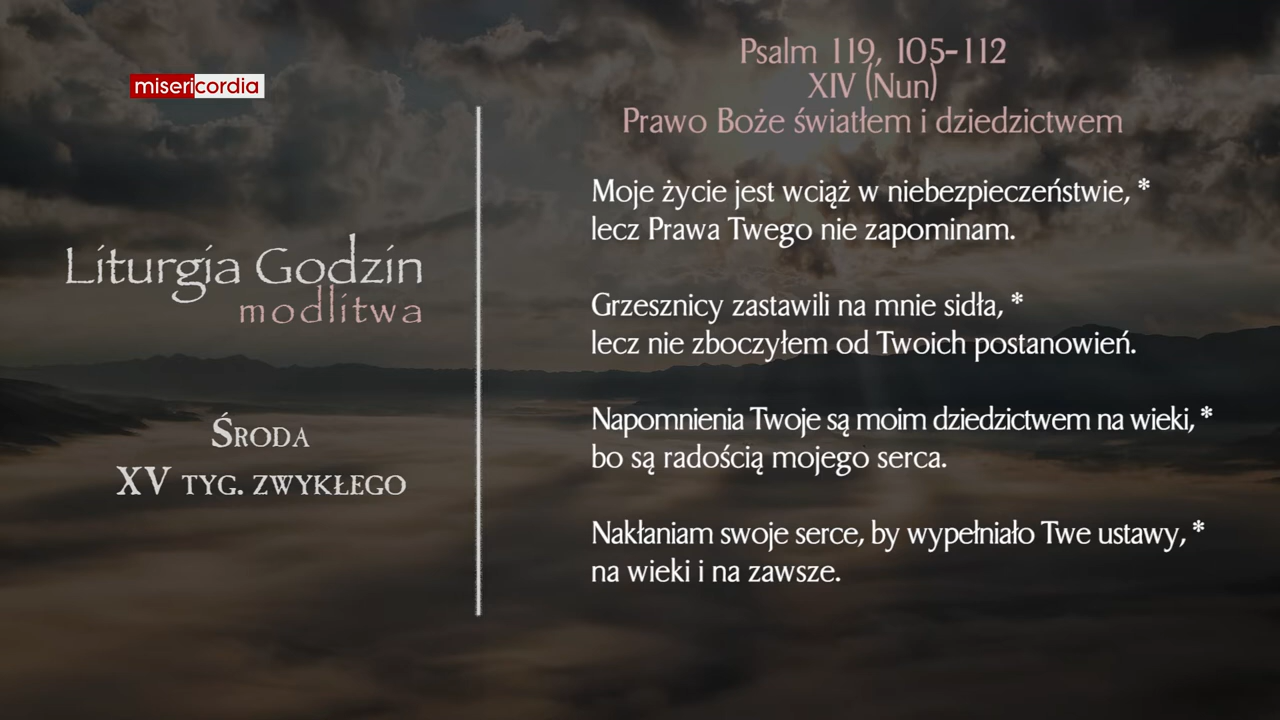 misericordia
Liturgia Godzin
modlitwa
Środa
XV tyg. zwykłego
Psalm 119, 105-112
XIV (Nun)
Prawo Boże światłem i dziedzictwem
Moje życie jest wciąż w niebezpieczeństwie, *
lecz Prawa Twego nie zapominam.
Grzesznicy zastawili na mnie sidła, *
lecz nie zboczyłem od Twoich postanowień.
Napomnienia Twoje są moim dziedzictwem na wieki, *
bo są radością mojego serca.
Nakłaniam swoje serce, by wypełniało Twe ustawy, *
na wieki i na zawsze.